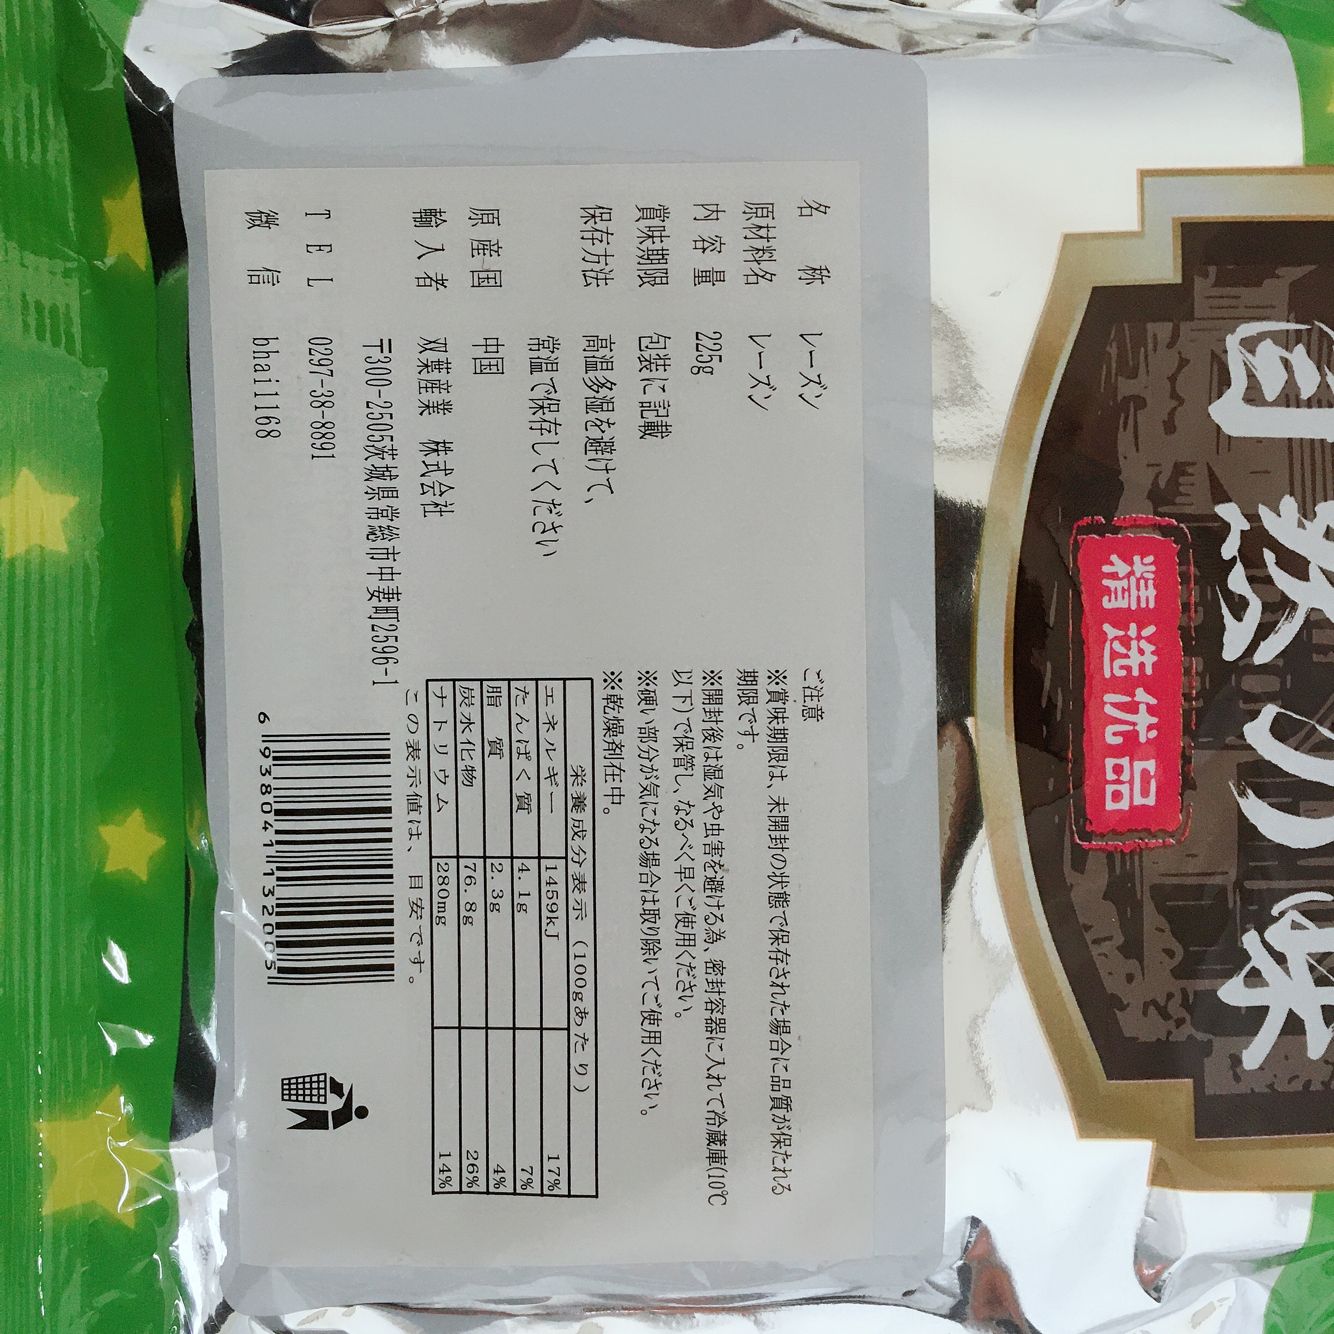 自然の味
精选优品
名称 レーズン
原材料名 レーズン
内容量 225g
賞味期限 包装に記載
保存方法 高温多湿を避けて、
常温で保存してください
原産国 中国
輸入者 双葉産業 株式会社
〒300-2505茨城県常総市中妻町2596-1
TEL 0297-38-8891
微信 bhai1168
ご注意
※賞味期限は、未開封の状態で保存された場合に品質が保たれる
期限です。
※開封後は湿気や虫害を避ける為、密封容器に入れて冷蔵庫(10℃
以下)で保管し、なるべく早くご使用ください。
※硬い部分が気になる場合は取り除いてご使用ください。
※乾燥剤在中。
栄養成分表示（100gあたり）
エネルギー 1459kJ 17%
たんぱく質 4.1g 7%
脂質 2.3g 4%
炭水化物 76.8g 26%
ナトリウム 280mg 14%
この表示値は、目安です。
6 938041 132005